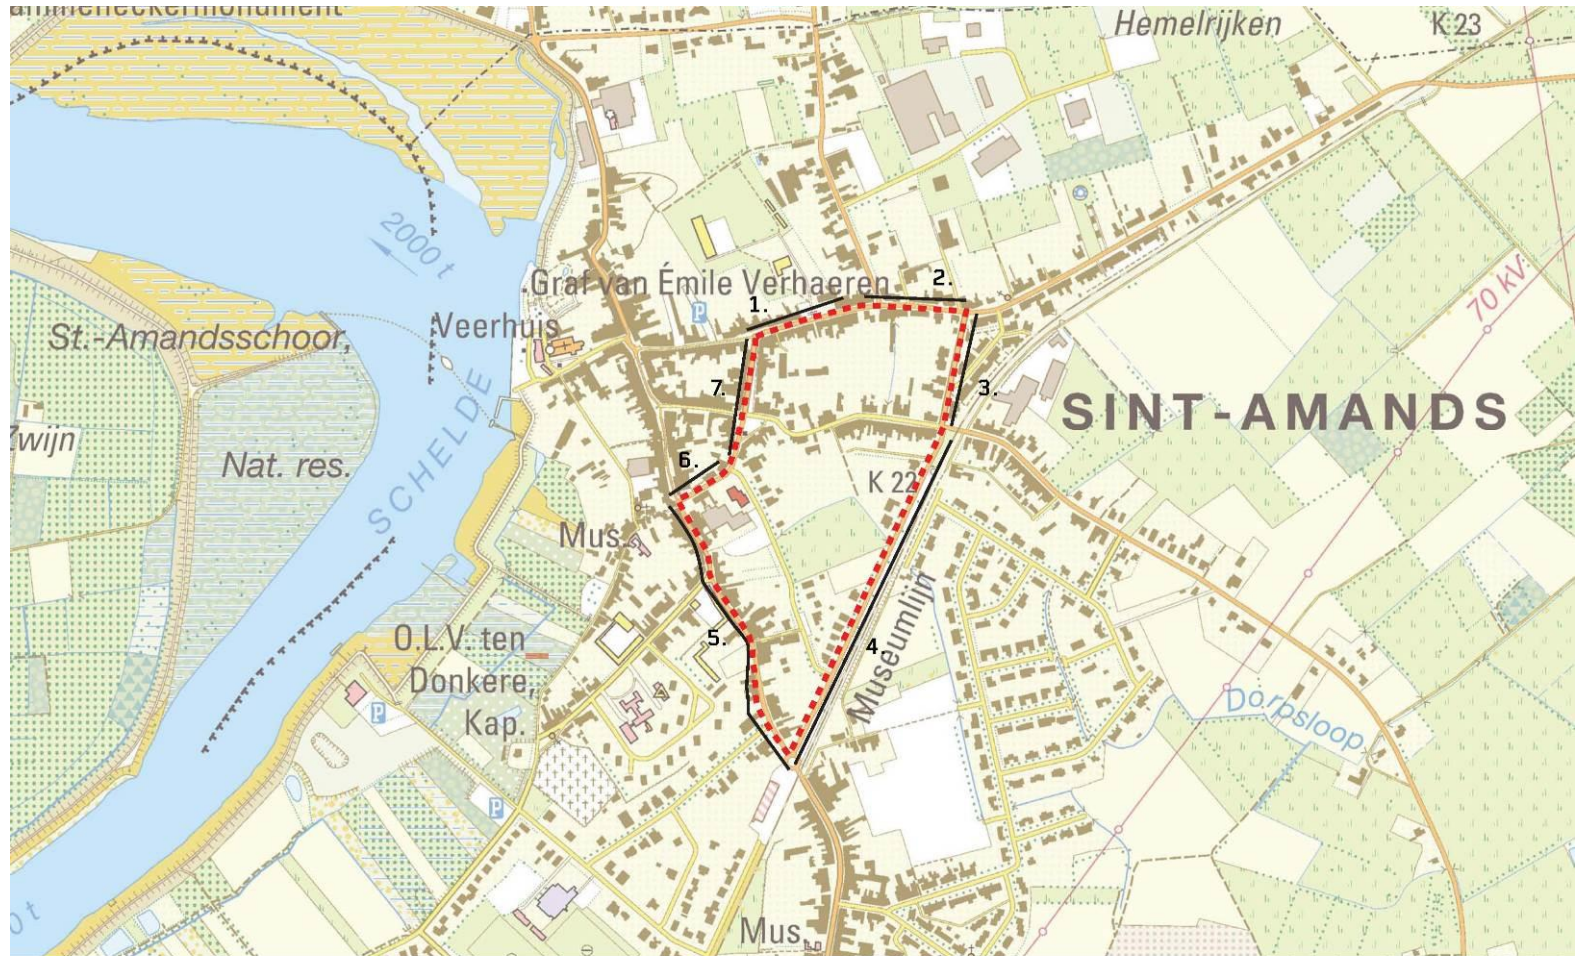 Hemelrijken
K 23
2000 t
Graf van Émile Verhaeren
1.
2.
P
Veerhuis
St.-Amandsschoor,
70 kV.
7.
3.
SINT-AMANDS
Zwijn
Nat. res.
SCHELDE
6.
K 22
Mus.
Museumlijn
O.L.V. ten
Donkere,
Kap.
5.
4.
Dorpsloop
P
P
0 t
Mus.